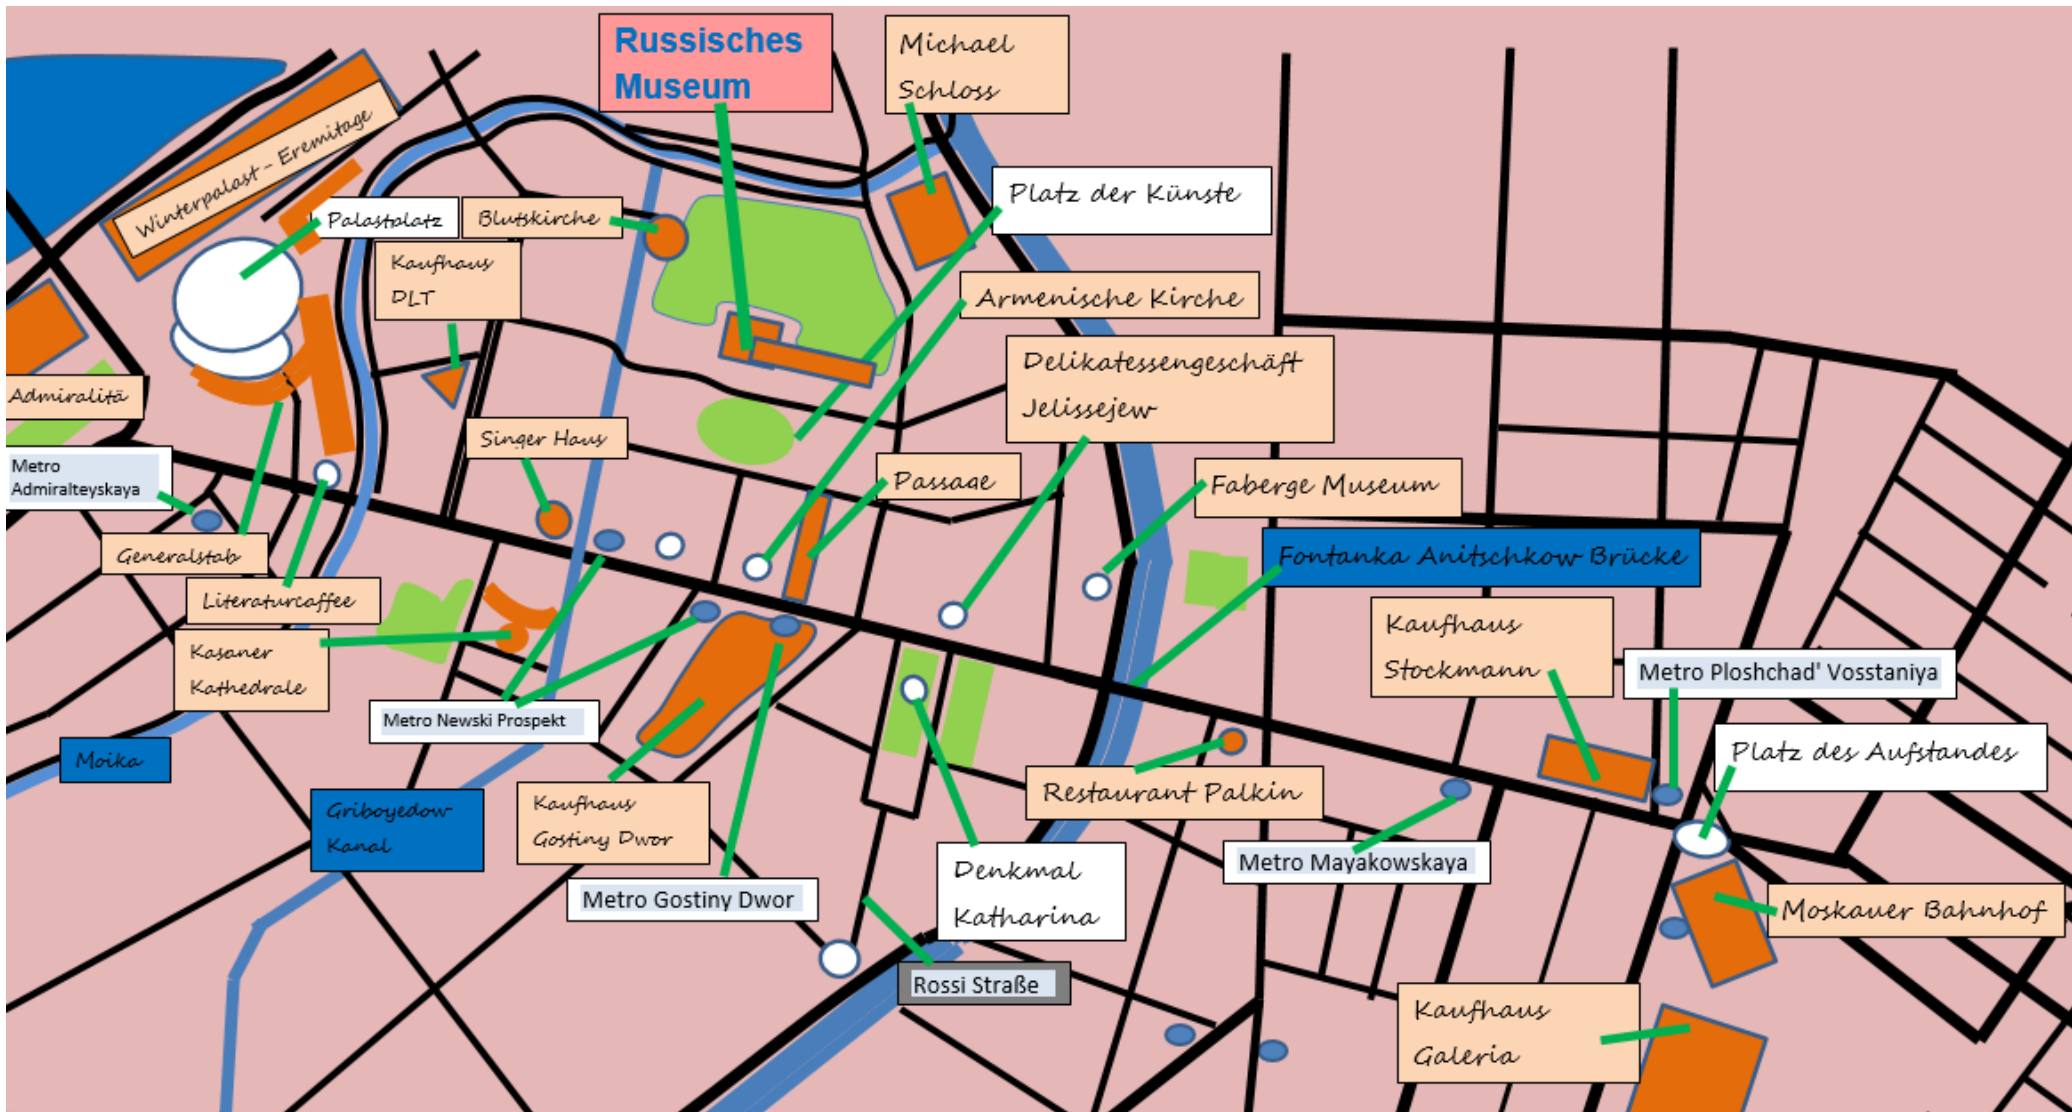 Russisches
Museum
Michael
Schloss
Winterpalast - Eremitage
Palastplatz
Blutskirche
Platz der Künste
Kaufhaus
DLT
Armenische Kirche
Delikatessengeschäft
Jelissejew
Admiralitä
Singer Haus
Metro
Admiralteyskaya
Passage
Faberge Museum
Generalstab
Fontanka Anitschkow Brücke
Literaturcaffee
Kaufhaus
Stockmann
Kasaner
Kathedrale
Metro Ploshchad' Vosstaniya
Metro Newski Prospekt
Moika
Platz des Aufstandes
Griboyedow
Kanal
Kaufhaus
Gostiny Dwor
Restaurant Palkin
Metro Gostiny Dwor
Denkmal
Katharina
Metro Mayakowskaya
Moskauer Bahnhof
Rossi Straße
Kaufhaus
Galeria